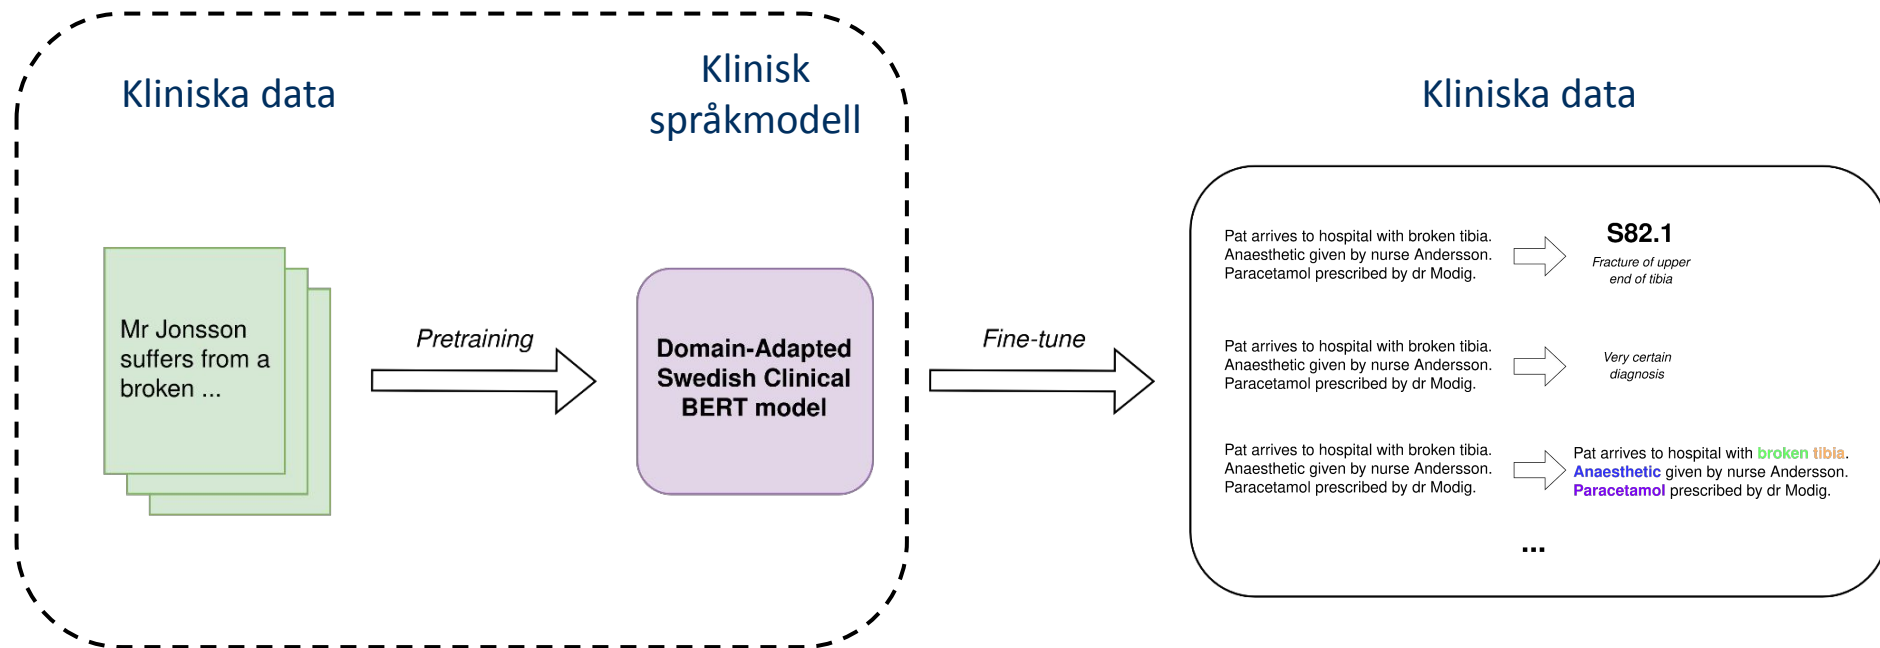 Kliniska data
Klinisk
språkmodell
Mr Jonsson
suffers from a
broken ...
Pretraining
Domain-Adapted
Swedish Clinical
BERT model
Fine-tune
Kliniska data
Pat arrives to hospital with broken tibia.
Anaesthetic given by nurse Andersson.
Paracetamol prescribed by dr Modig.
S82.1
Fracture of upper
end of tibia
Pat arrives to hospital with broken tibia.
Anaesthetic given by nurse Andersson.
Paracetamol prescribed by dr Modig.
Very certain
diagnosis
Pat arrives to hospital with broken tibia.
Anaesthetic given by nurse Andersson.
Paracetamol prescribed by dr Modig.
Pat arrives to hospital with broken tibia.
Anaesthetic given by nurse Andersson.
Paracetamol prescribed by dr Modig.
...